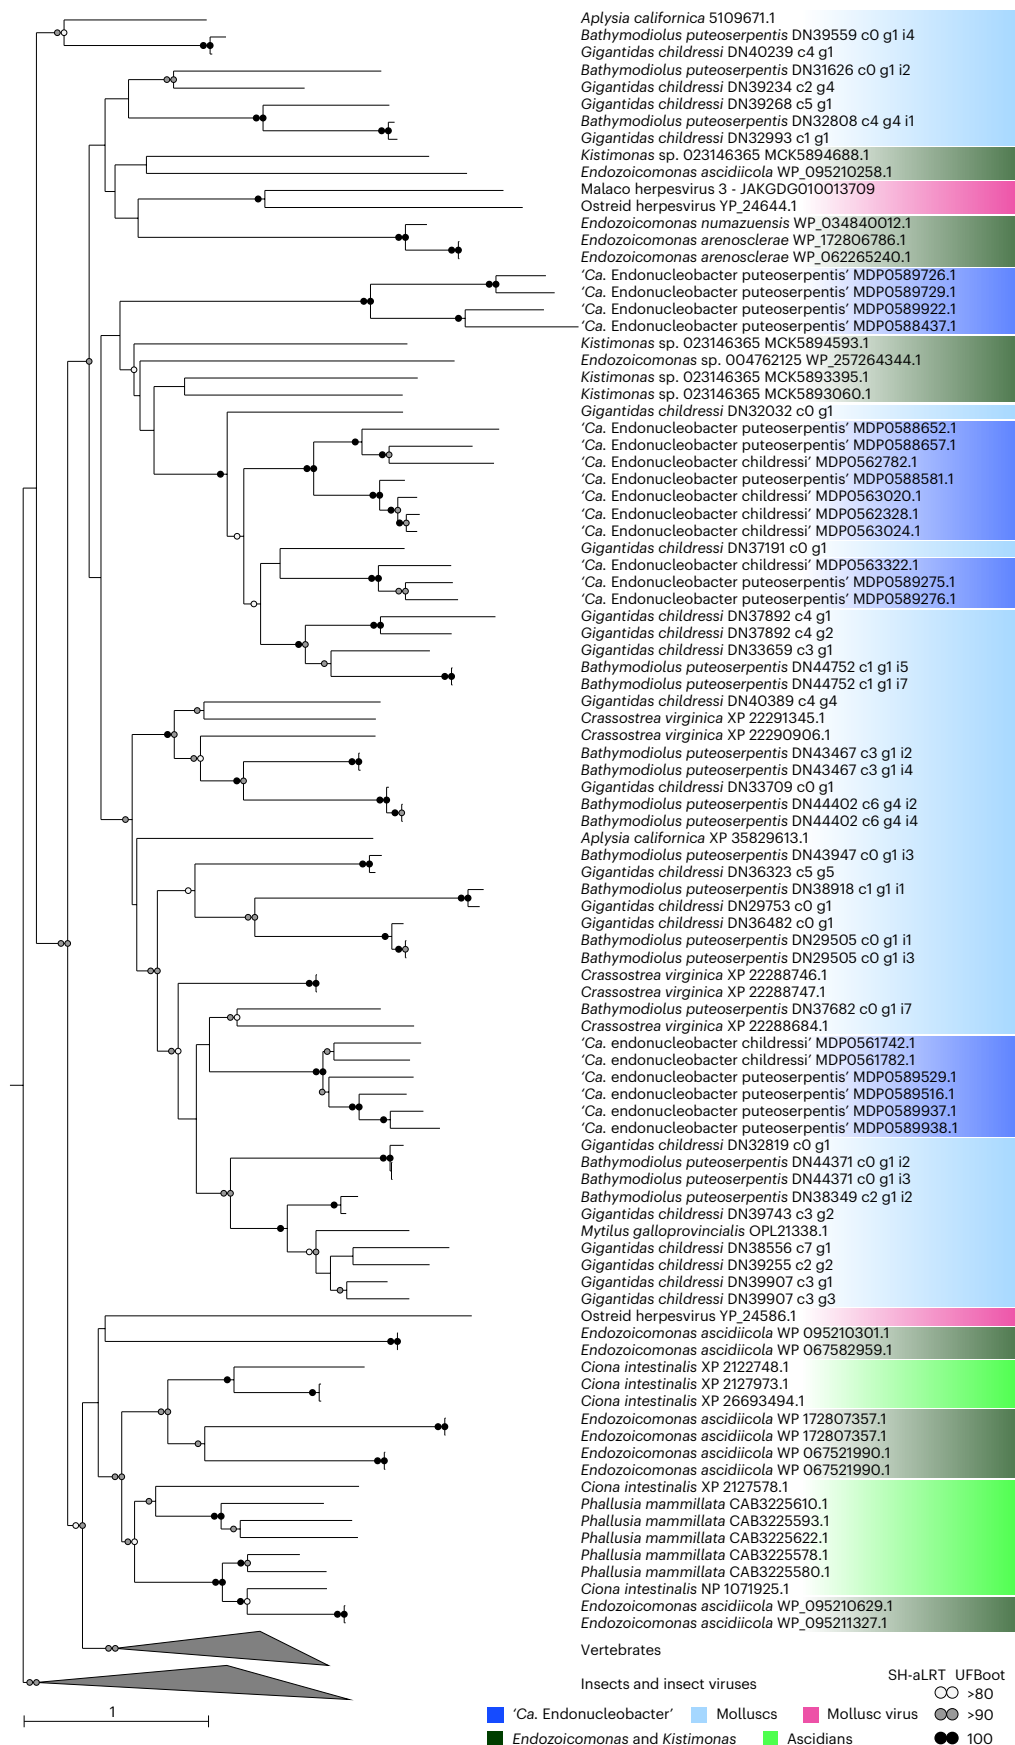 Aplysia californica 5109671.1
Bathymodiolus puteoserpentis DN39559 c0 g1 i4
Gigantidas childressi DN40239 c4 g1
Bathymodiolus puteoserpentis DN31626 c0 g1 i2
Gigantidas childressi DN39234 c2 g4
Gigantidas childressi DN39268 c5 g1
Bathymodiolus puteoserpentis DN32808 c4 g4 i1
Gigantidas childressi DN32993 c1 g1
Kistimonas sp. 023146365 MCK5894688.1
Endozoicomonas ascidiicola WP_095210258.1
Malaco herpesvirus 3 - JAKGDG010013709
Ostreid herpesvirus YP_24644.1
Endozoicomonas numazuensis WP_034840012.1
Endozoicomonas arenosclerae WP_172806786.1
Endozoicomonas arenosclerae WP_062265240.1
‘Ca. Endonucleobacter puteoserpentis’ MDP0589726.1
‘Ca. Endonucleobacter puteoserpentis’ MDP0589729.1
‘Ca. Endonucleobacter puteoserpentis’ MDP0589922.1
‘Ca. Endonucleobacter puteoserpentis’ MDP0588437.1
Kistimonas sp. 023146365 MCK5894593.1
Endozoicomonas sp. 004762125 WP_257264344.1
Kistimonas sp. 023146365 MCK5893395.1
Kistimonas sp. 023146365 MCK5893060.1
Gigantidas childressi DN32032 c0 g1
‘Ca. Endonucleobacter puteoserpentis’ MDP0588652.1
‘Ca. Endonucleobacter puteoserpentis’ MDP0588657.1
‘Ca. Endonucleobacter childressi’ MDP0562782.1
‘Ca. Endonucleobacter puteoserpentis’ MDP0588581.1
‘Ca. Endonucleobacter childressi’ MDP0563020.1
‘Ca. Endonucleobacter childressi’ MDP0562328.1
‘Ca. Endonucleobacter childressi’ MDP0563024.1
Gigantidas childressi DN37191 c0 g1
‘Ca. Endonucleobacter childressi’ MDP0563322.1
‘Ca. Endonucleobacter puteoserpentis’ MDP0589275.1
‘Ca. Endonucleobacter puteoserpentis’ MDP0589276.1
Gigantidas childressi DN37892 c4 g1
Gigantidas childressi DN37892 c4 g2
Gigantidas childressi DN33659 c3 g1
Bathymodiolus puteoserpentis DN44752 c1 g1 i5
Bathymodiolus puteoserpentis DN44752 c1 g1 i7
Gigantidas childressi DN40389 c4 g4
Crassostrea virginica XP 22291345.1
Crassostrea virginica XP 22290906.1
Bathymodiolus puteoserpentis DN43467 c3 g1 i2
Bathymodiolus puteoserpentis DN43467 c3 g1 i4
Gigantidas childressi DN33709 c0 g1
Bathymodiolus puteoserpentis DN44402 c6 g4 i2
Bathymodiolus puteoserpentis DN44402 c6 g4 i4
Aplysia californica XP 35829613.1
Bathymodiolus puteoserpentis DN43947 c0 g1 i3
Gigantidas childressi DN36323 c5 g5
Bathymodiolus puteoserpentis DN38918 c1 g1 i1
Gigantidas childressi DN29753 c0 g1
Gigantidas childressi DN36482 c0 g1
Bathymodiolus puteoserpentis DN29505 c0 g1 i1
Bathymodiolus puteoserpentis DN29505 c0 g1 i3
Crassostrea virginica XP 22288746.1
Crassostrea virginica XP 22288747.1
Bathymodiolus puteoserpentis DN37682 c0 g1 i7
Crassostrea virginica XP 22288684.1
‘Ca. endonucleobacter childressi’ MDP0561742.1
‘Ca. endonucleobacter childressi’ MDP0561782.1
‘Ca. endonucleobacter puteoserpentis’ MDP0589529.1
‘Ca. endonucleobacter puteoserpentis’ MDP0589516.1
‘Ca. endonucleobacter puteoserpentis’ MDP0589937.1
‘Ca. endonucleobacter puteoserpentis’ MDP0589938.1
Gigantidas childressi DN32819 c0 g1
Bathymodiolus puteoserpentis DN44371 c0 g1 i2
Bathymodiolus puteoserpentis DN44371 c0 g1 i3
Bathymodiolus puteoserpentis DN38349 c2 g1 i2
Gigantidas childressi DN39743 c3 g2
Mytilus galloprovincialis OPL21338.1
Gigantidas childressi DN38556 c7 g1
Gigantidas childressi DN39255 c2 g2
Gigantidas childressi DN39907 c3 g1
Gigantidas childressi DN39907 c3 g3
Ostreid herpesvirus YP_24586.1
Endozoicomonas ascidiicola WP 095210301.1
Endozoicomonas ascidiicola WP 067582959.1
Ciona intestinalis XP 2122748.1
Ciona intestinalis XP 2127973.1
Ciona intestinalis XP 26693494.1
Endozoicomonas ascidiicola WP 172807357.1
Endozoicomonas ascidiicola WP 172807357.1
Endozoicomonas ascidiicola WP 067521990.1
Endozoicomonas ascidiicola WP 067521990.1
Ciona intestinalis XP 2127578.1
Phallusia mammillata CAB3225610.1
Phallusia mammillata CAB3225593.1
Phallusia mammillata CAB3225622.1
Phallusia mammillata CAB3225578.1
Phallusia mammillata CAB3225580.1
Ciona intestinalis NP 1071925.1
Endozoicomonas ascidiicola WP_095210629.1
Endozoicomonas ascidiicola WP_095211327.1
Vertebrates
Insects and insect viruses
SH-aLRT UFBoot
>80
>90
100
1
‘Ca. Endonucleobacter’ Molluscs Mollusc virus
Endozoicomonas and Kistimonas Ascidians